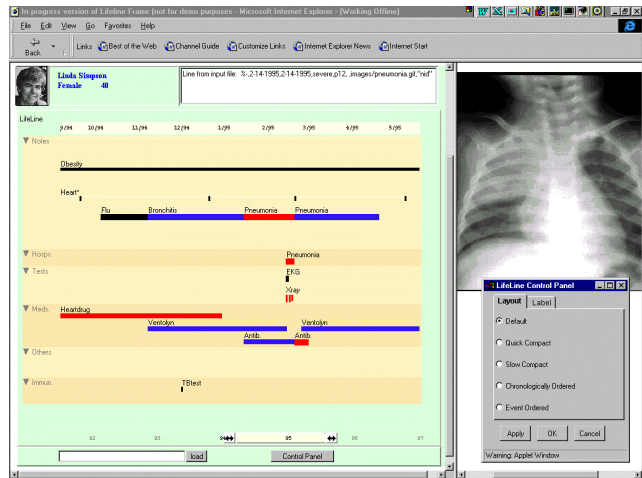 In progress version of Lifeline Frame [not for demo purposes - Microsoft Internet Explorer - [Working Offline]
File Edit View Go Favorites Help
Back
Links Best of the Web Channel Guide Customize Links Internet Explorer News Internet Start
Linda Simpson
Female 40
Line from input file: %-,2-14-1995,2-14-1995,severe,p12, ,images/pneumonia.gif,"nid"
LifeLine
9/94 10/94 11/94 12/94 1/95 2/95 3/95 4/95 5/95
Notes
Obesity
Heart*
Flu Bronchitis Pneumonia Pneumonia
Hosps. Pneumonia
Tests EKG
Xray
Meds. Heartdrug
Ventolyn Ventolyn
Antib. Antib.
Others
Immun. TBtest
92 93 94 95 96 97
load Control Panel
LifeLine Control Panel
Layout Label
Default
Quick Compact
Slow Compact
Chronologically Ordered
Event Ordered
Apply OK Cancel
Warning: Applet Window